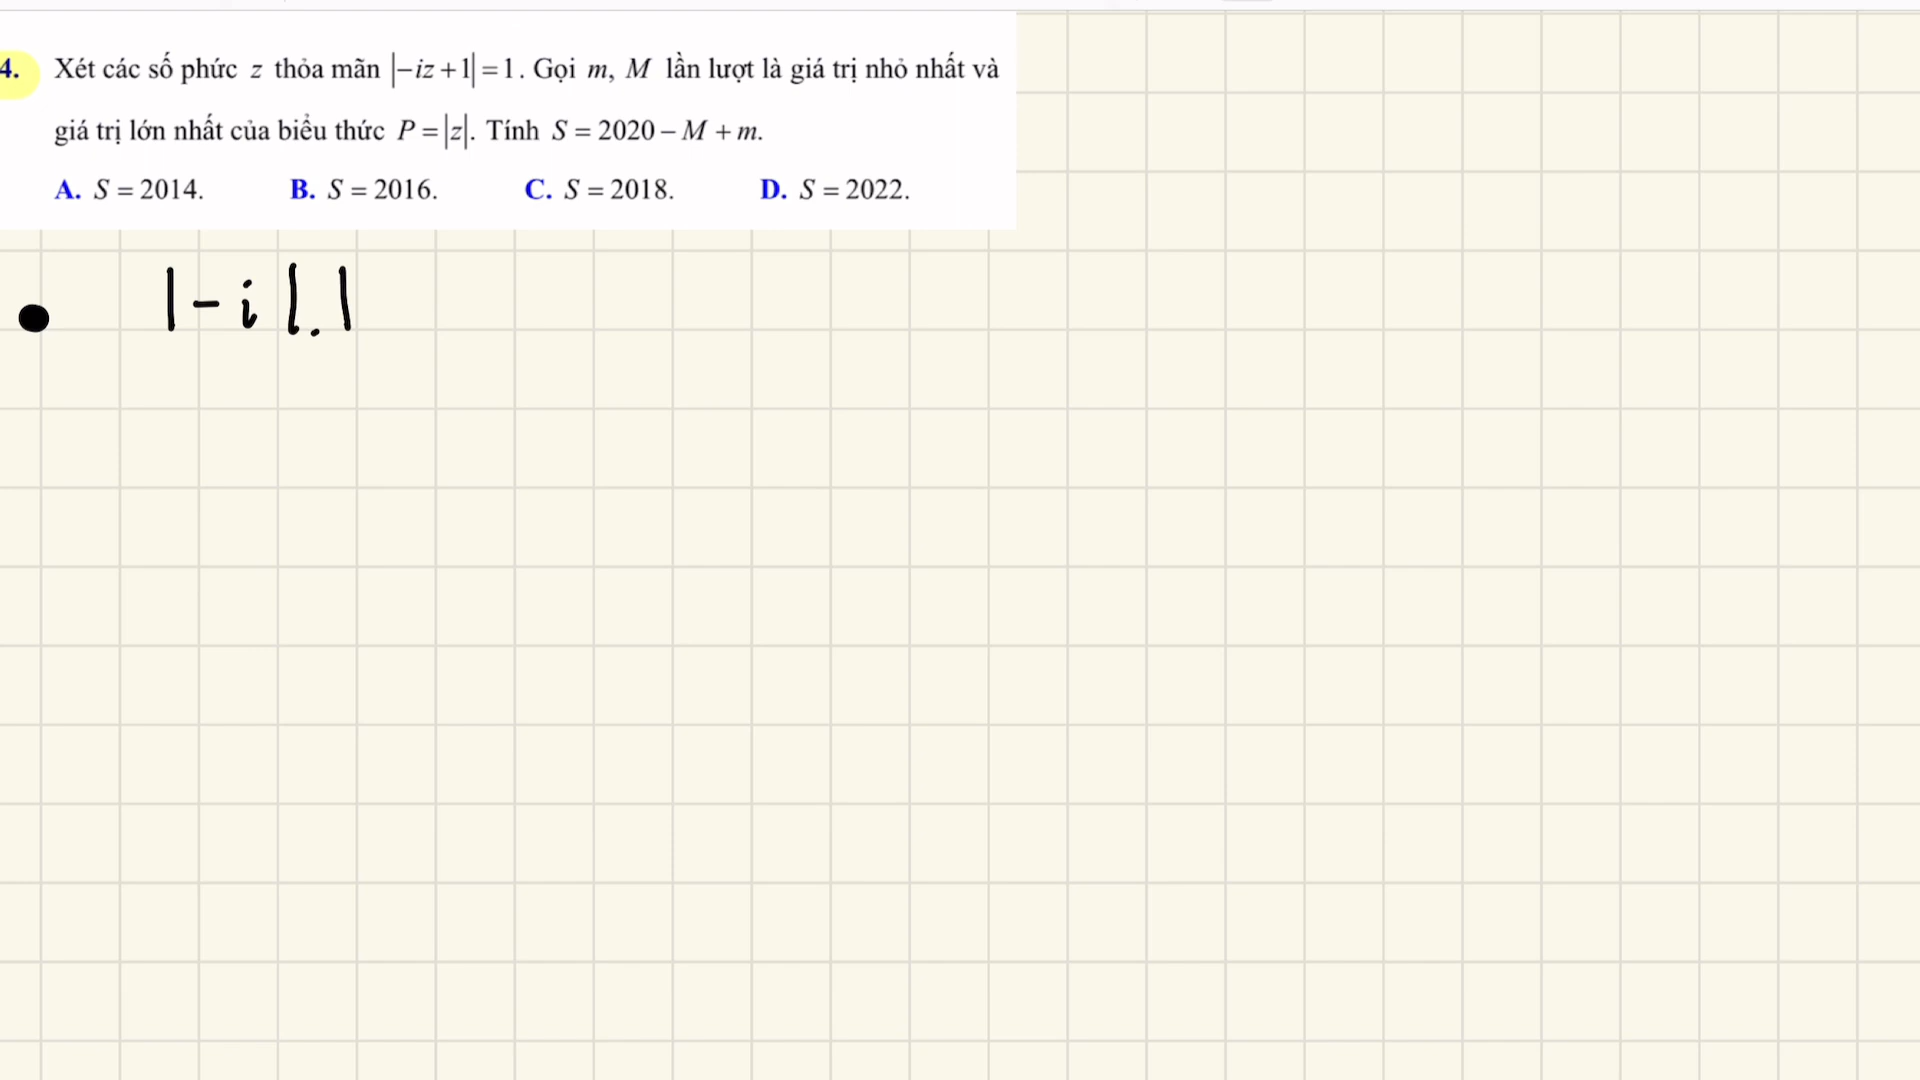 4. Xét các số phức z thỏa mãn |−iz+1|=1. Gọi m, M lần lượt là giá trị nhỏ nhất và
giá trị lớn nhất của biểu thức P=|z|. Tính S = 2020 − M + m.
A. S = 2014. B. S = 2016. C. S = 2018. D. S = 2022.
|-i|.|